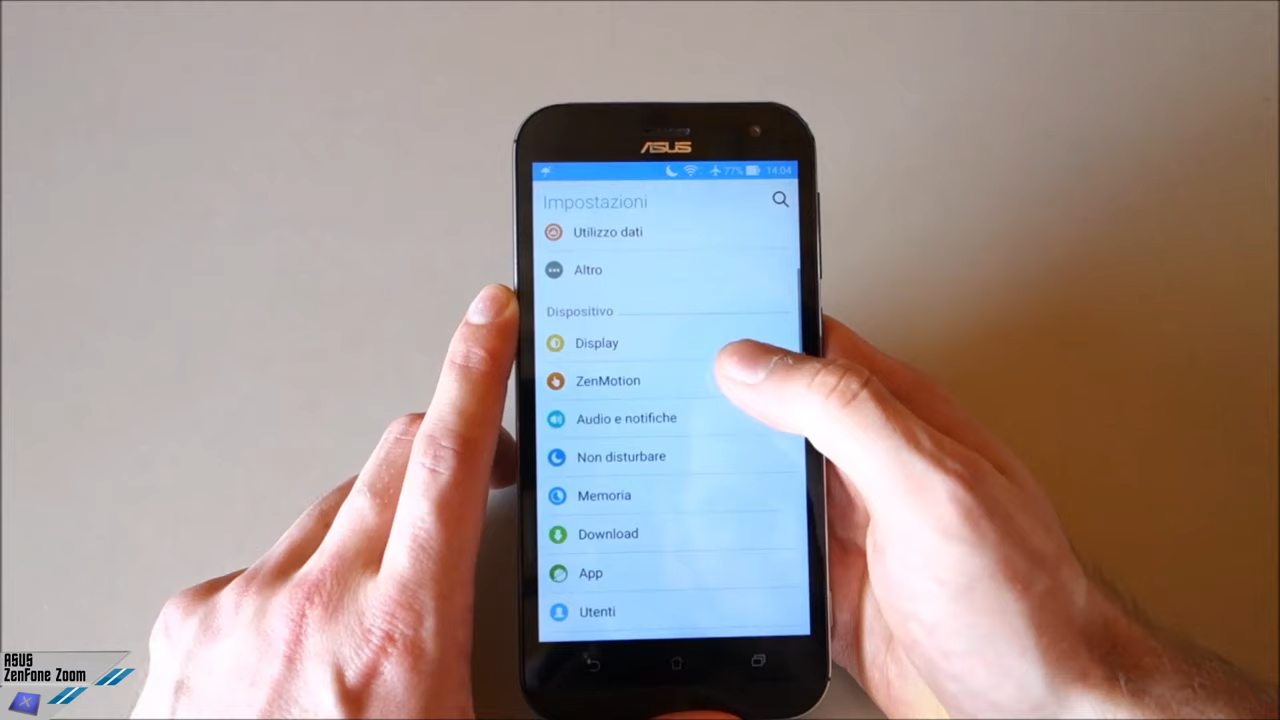 ASUS
77% 14:04
Impostazioni
Utilizzo dati
Altro
Dispositivo
Display
ZenMotion
Audio e notifiche
Non disturbare
Memoria
Download
App
Utenti
ASUS
ZenFone Zoom
X